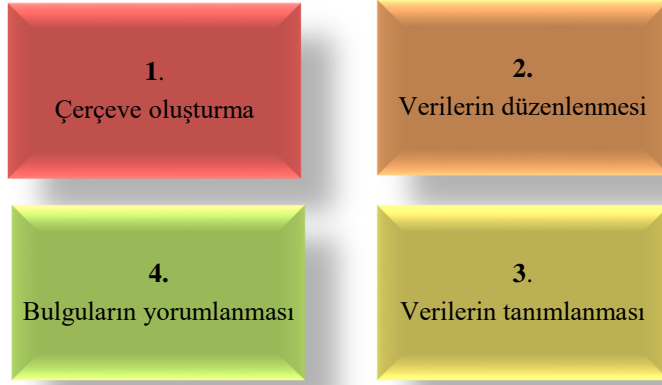 1.
Çerçeve oluşturma
2.
Verilerin düzenlenmesi
4.
Bulguların yorumlanması
3.
Verilerin tanımlanması